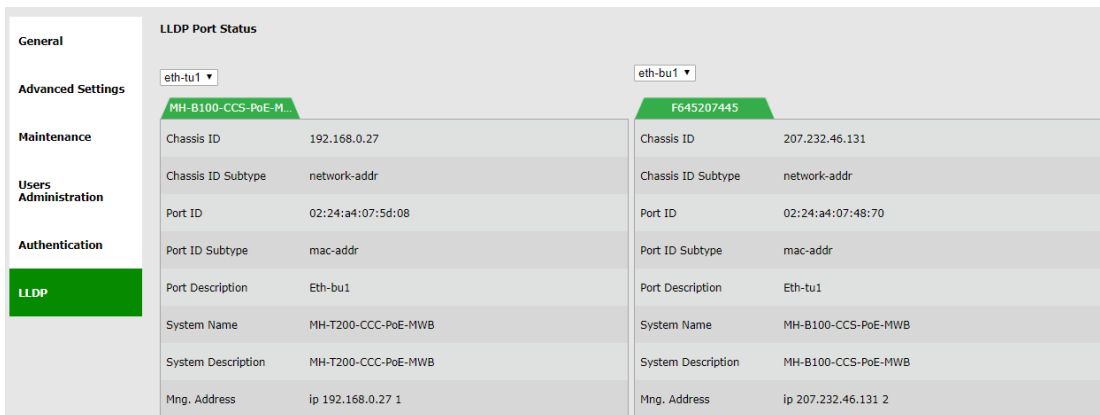 General
Advanced Settings
Maintenance
Users
Administration
Authentication
LLDP
LLDP Port Status
eth-tu1
MH-B100-CCS-PoE-M...
Chassis ID 192.168.0.27
Chassis ID Subtype network-addr
Port ID 02:24:a4:07:5d:08
Port ID Subtype mac-addr
Port Description Eth-bu1
System Name MH-T200-CCC-PoE-MWB
System Description MH-T200-CCC-PoE-MWB
Mng. Address ip 192.168.0.27 1
eth-bu1
F645207445
Chassis ID 207.232.46.131
Chassis ID Subtype network-addr
Port ID 02:24:a4:07:48:70
Port ID Subtype mac-addr
Port Description Eth-tu1
System Name MH-B100-CCS-PoE-MWB
System Description MH-B100-CCS-PoE-MWB
Mng. Address ip 207.232.46.131 2